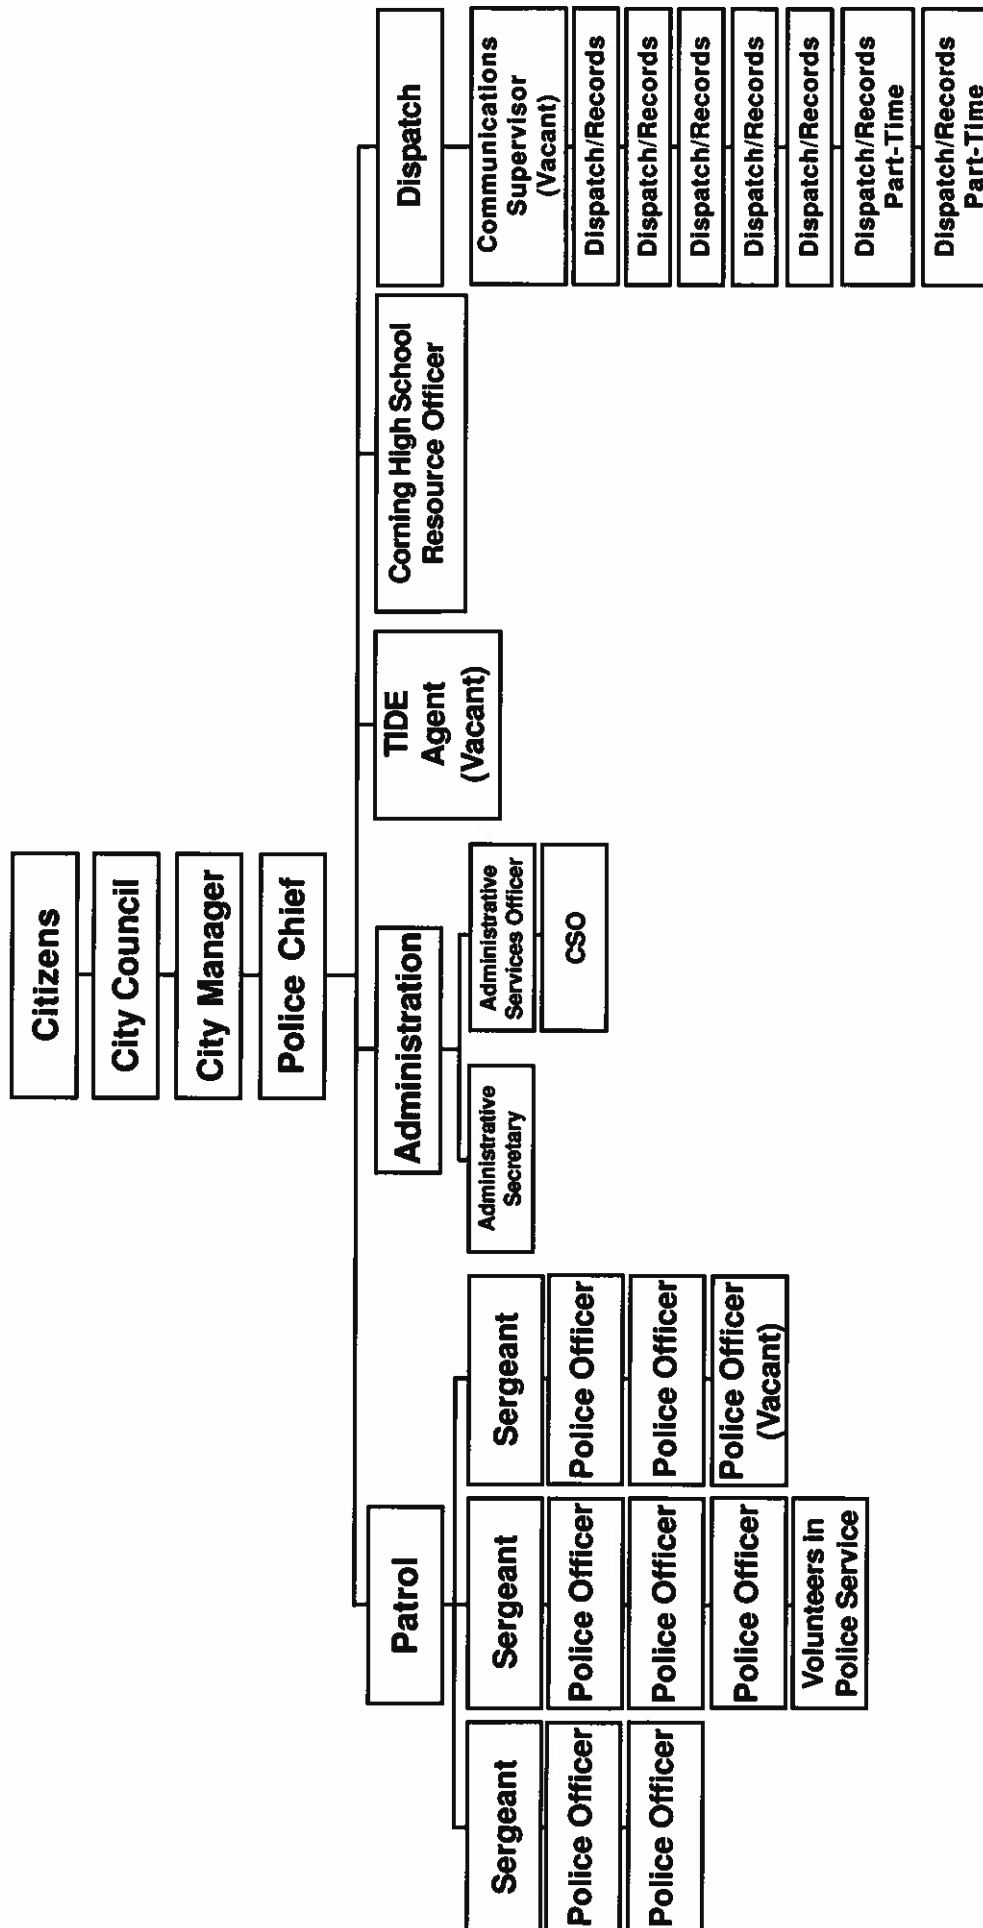 Citizens
City Council
City Manager
Police Chief
Patrol
Administration
TIDE
Agent
(Vacant)
Corning High School
Resource Officer
Dispatch
Sergeant
Police Officer
Police Officer
Sergeant
Police Officer
Police Officer
Police Officer
Volunteers in
Police Service
Sergeant
Police Officer
Police Officer
Police Officer
(Vacant)
Administrative
Secretary
Administrative
Services Officer
CSO
Communications
Supervisor
(Vacant)
Dispatch/Records
Dispatch/Records
Dispatch/Records
Dispatch/Records
Dispatch/Records
Dispatch/Records
Part-Time
Dispatch/Records
Part-Time